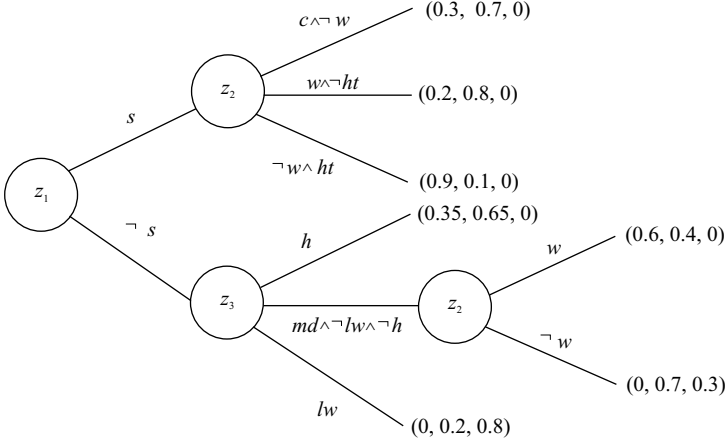 c∧¬ w
(0.3, 0.7, 0)
z₂
w∧¬ht
(0.2, 0.8, 0)
s
¬ w∧ ht
(0.9, 0.1, 0)
z₁
(0.35, 0.65, 0)
¬ s
h
w
(0.6, 0.4, 0)
z₃
z₂
md∧¬lw∧¬h
¬ w
(0, 0.7, 0.3)
lw
(0, 0.2, 0.8)